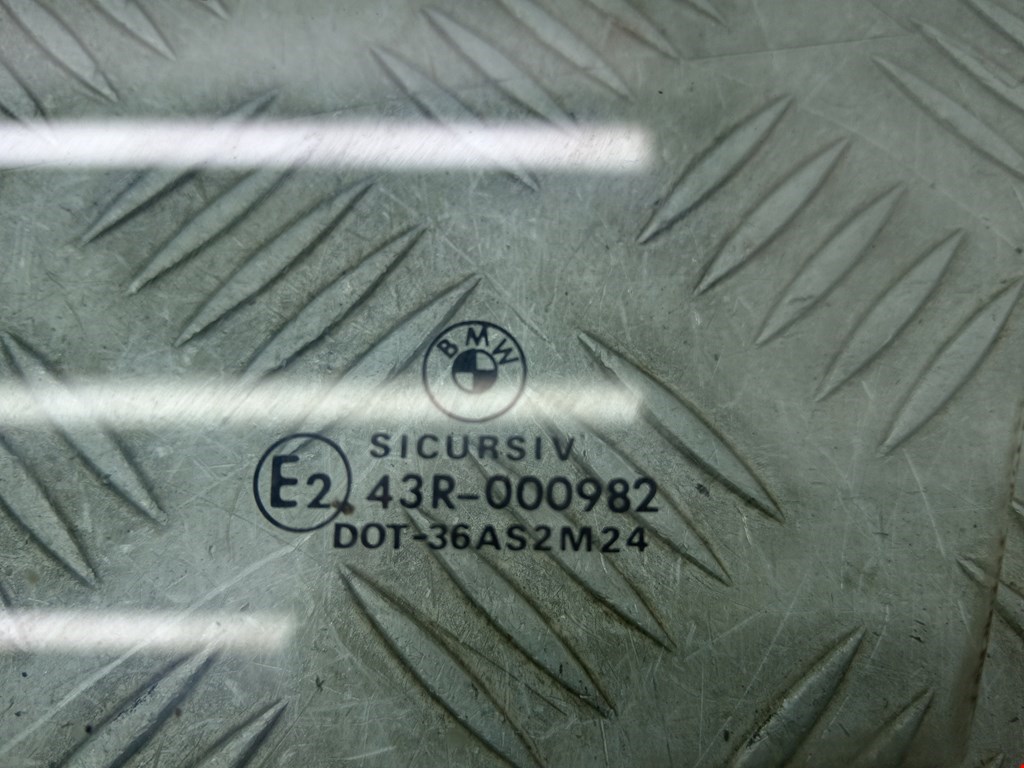 BMW
SICURSIV
E2 43R-000982
DOT-36AS2M24